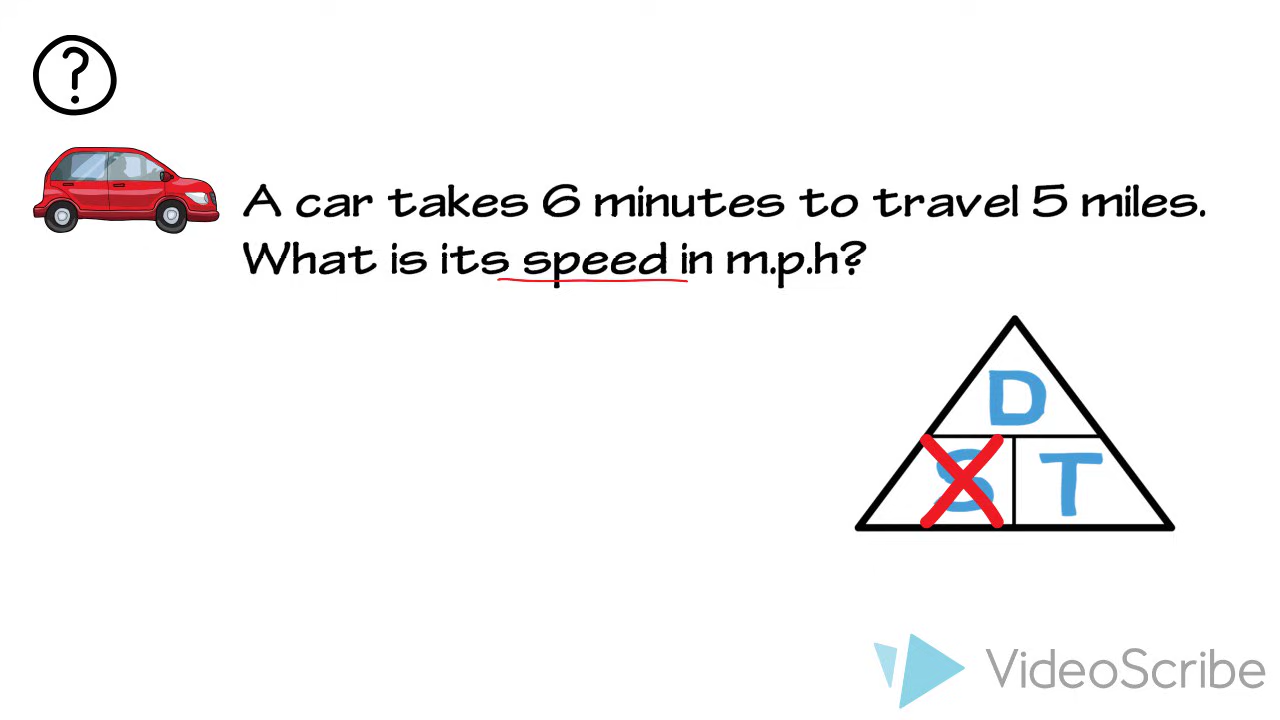 ?
A car takes 6 minutes to travel 5 miles.
What is its speed in m.p.h?
D
S T
VideoScribe